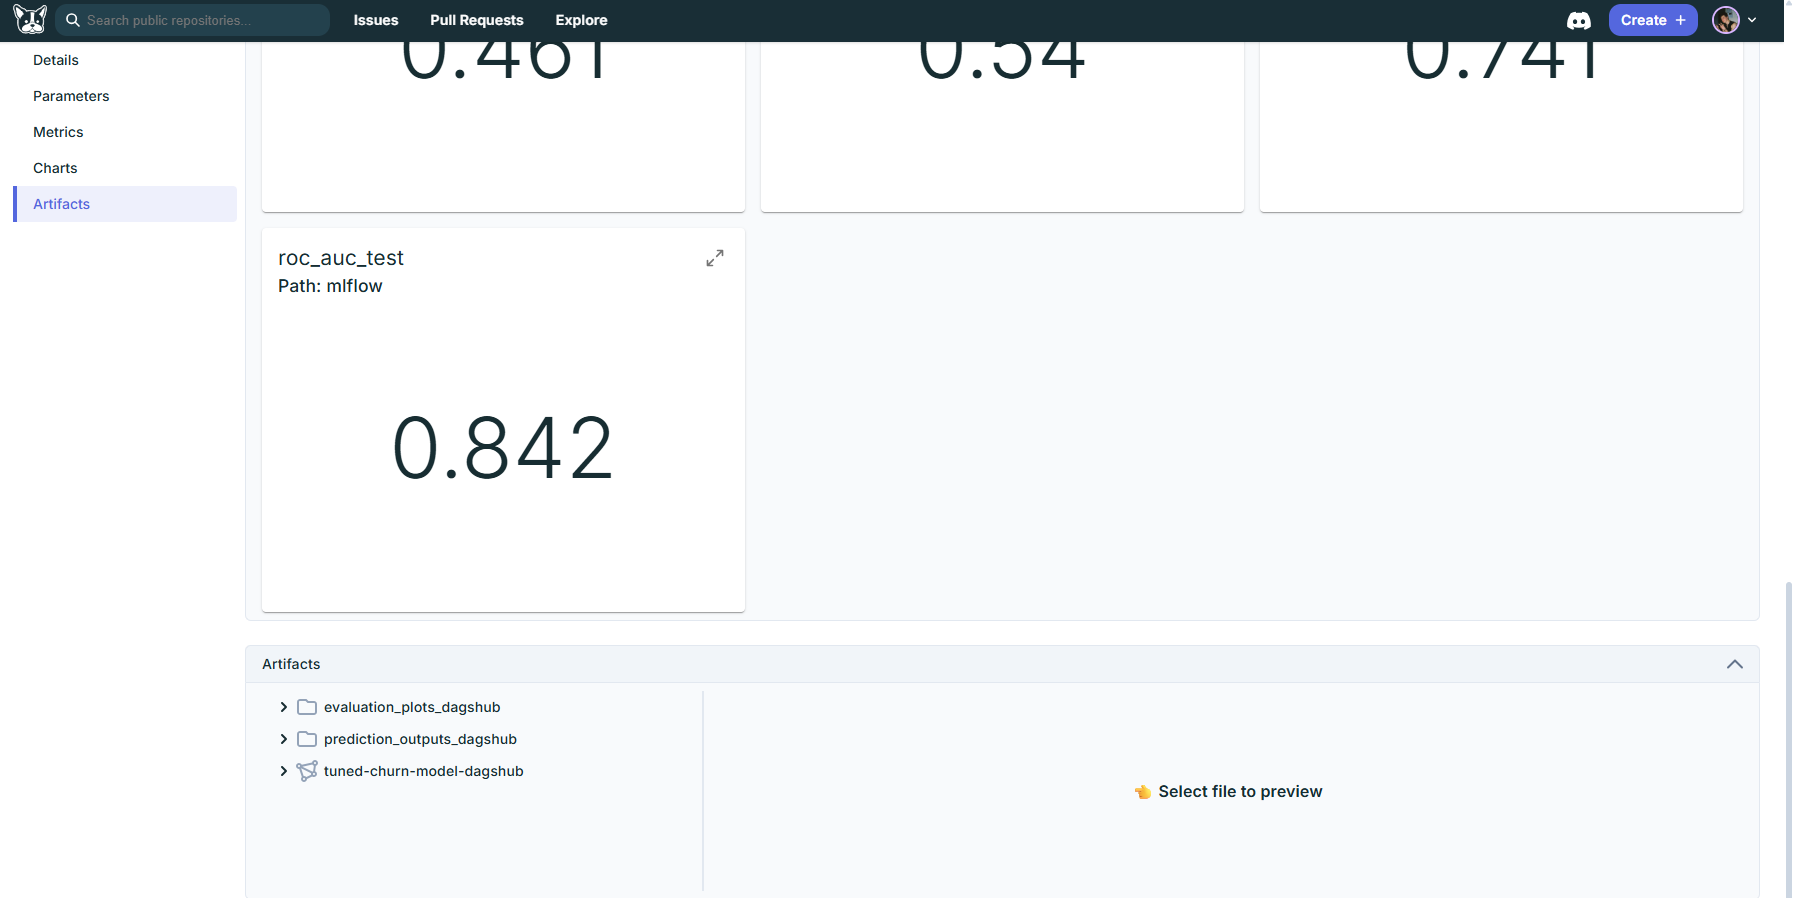 Search public repositories...
Issues
Pull Requests
Explore
Create +
Details
Parameters
Metrics
Charts
Artifacts
0.461
0.54
0.741
roc_auc_test
Path: mlflow
0.842
Artifacts
evaluation_plots_dagshub
prediction_outputs_dagshub
tuned-churn-model-dagshub
👈 Select file to preview